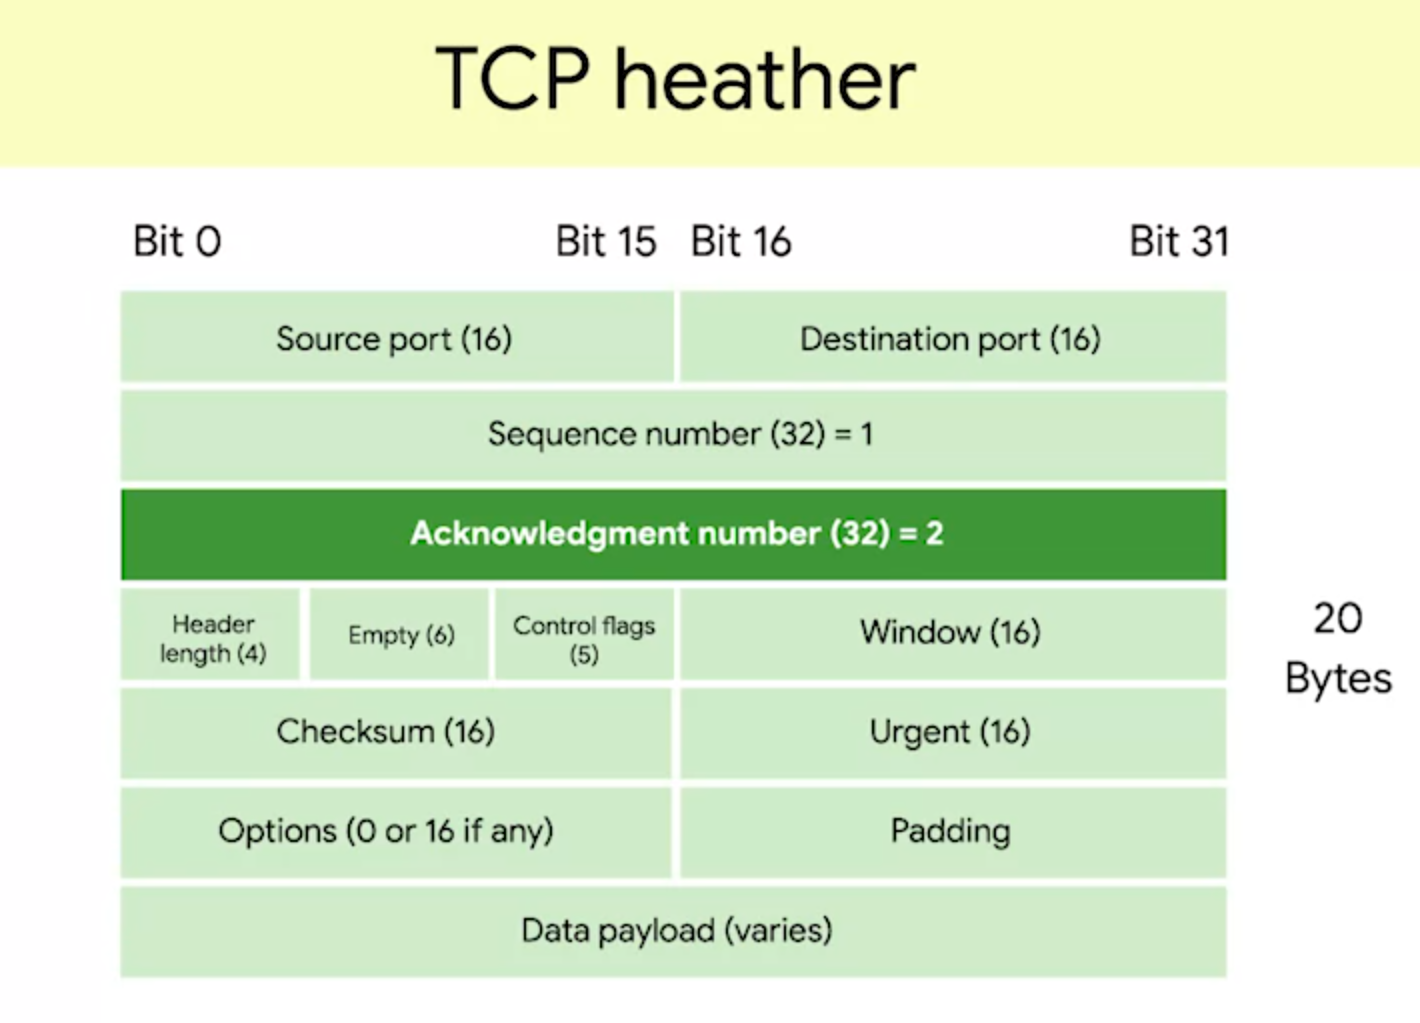 TCP heather
Bit 0 Bit 15 Bit 16 Bit 31
Source port (16) Destination port (16)
Sequence number (32) = 1
Acknowledgment number (32) = 2
Header
length (4)
Empty (6)
Control flags
(5)
Window (16)
20
Bytes
Checksum (16) Urgent (16)
Options (0 or 16 if any) Padding
Data payload (varies)